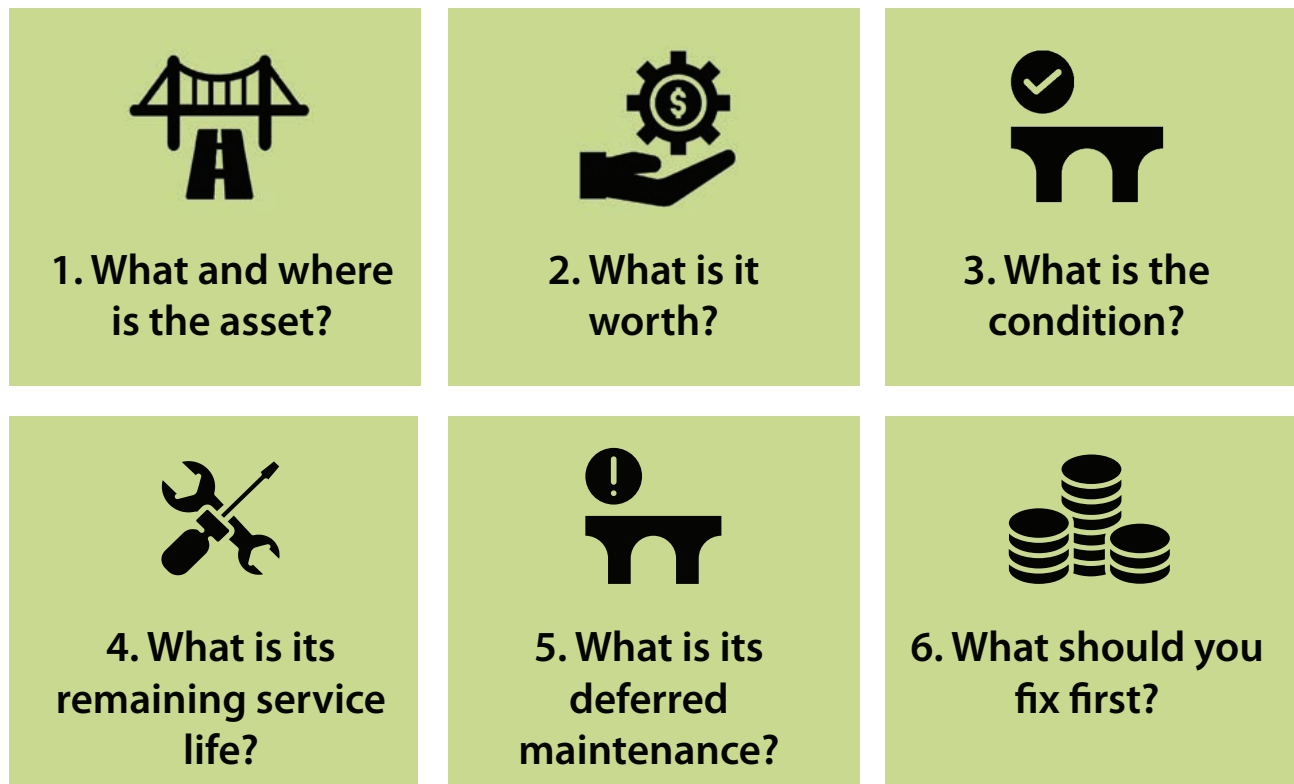 1. What and where
is the asset?
2. What is it
worth?
3. What is the
condition?
4. What is its
remaining service
life?
5. What is its
deferred
maintenance?
6. What should you
fix first?